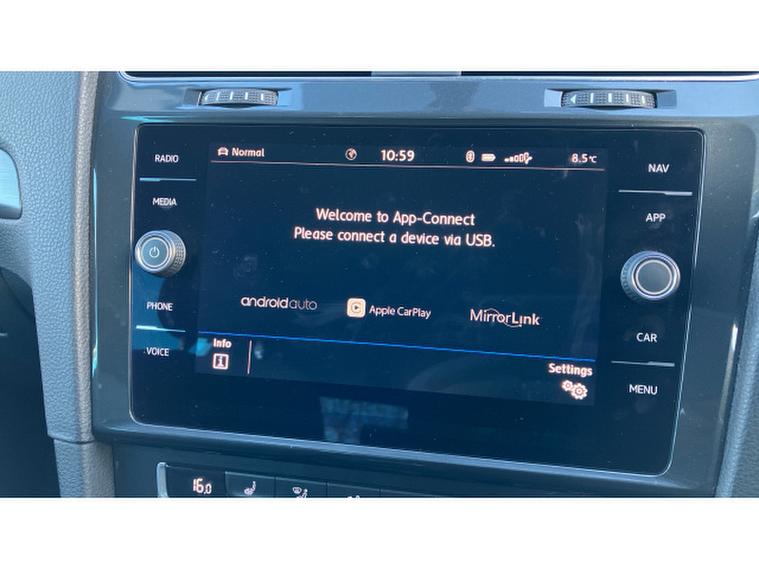 Normal
10:59
8.5°C
RADIO
MEDIA
PHONE
VOICE
Welcome to App-Connect
Please connect a device via USB.
androidauto
Apple CarPlay
MirrorLink
Info
Settings
NAV
APP
CAR
MENU
16.0